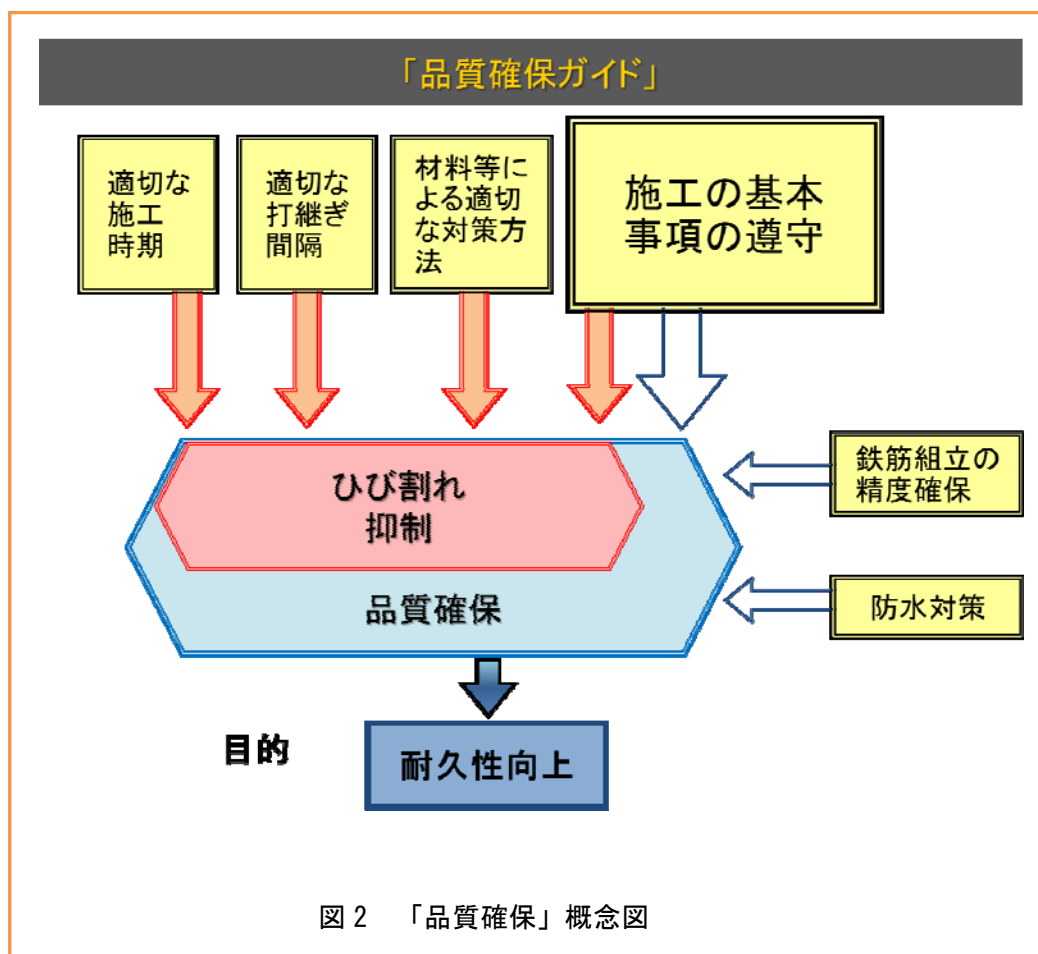 「品質確保ガイド」
適切な
施工
時期
適切な
打継ぎ
間隔
材料等に
よる適切
な対策方
法
施工の基本
事項の遵守
ひび割れ
抑制
品質確保
鉄筋組立の
精度確保
防水対策
目的
耐久性向上
図2 「品質確保」概念図